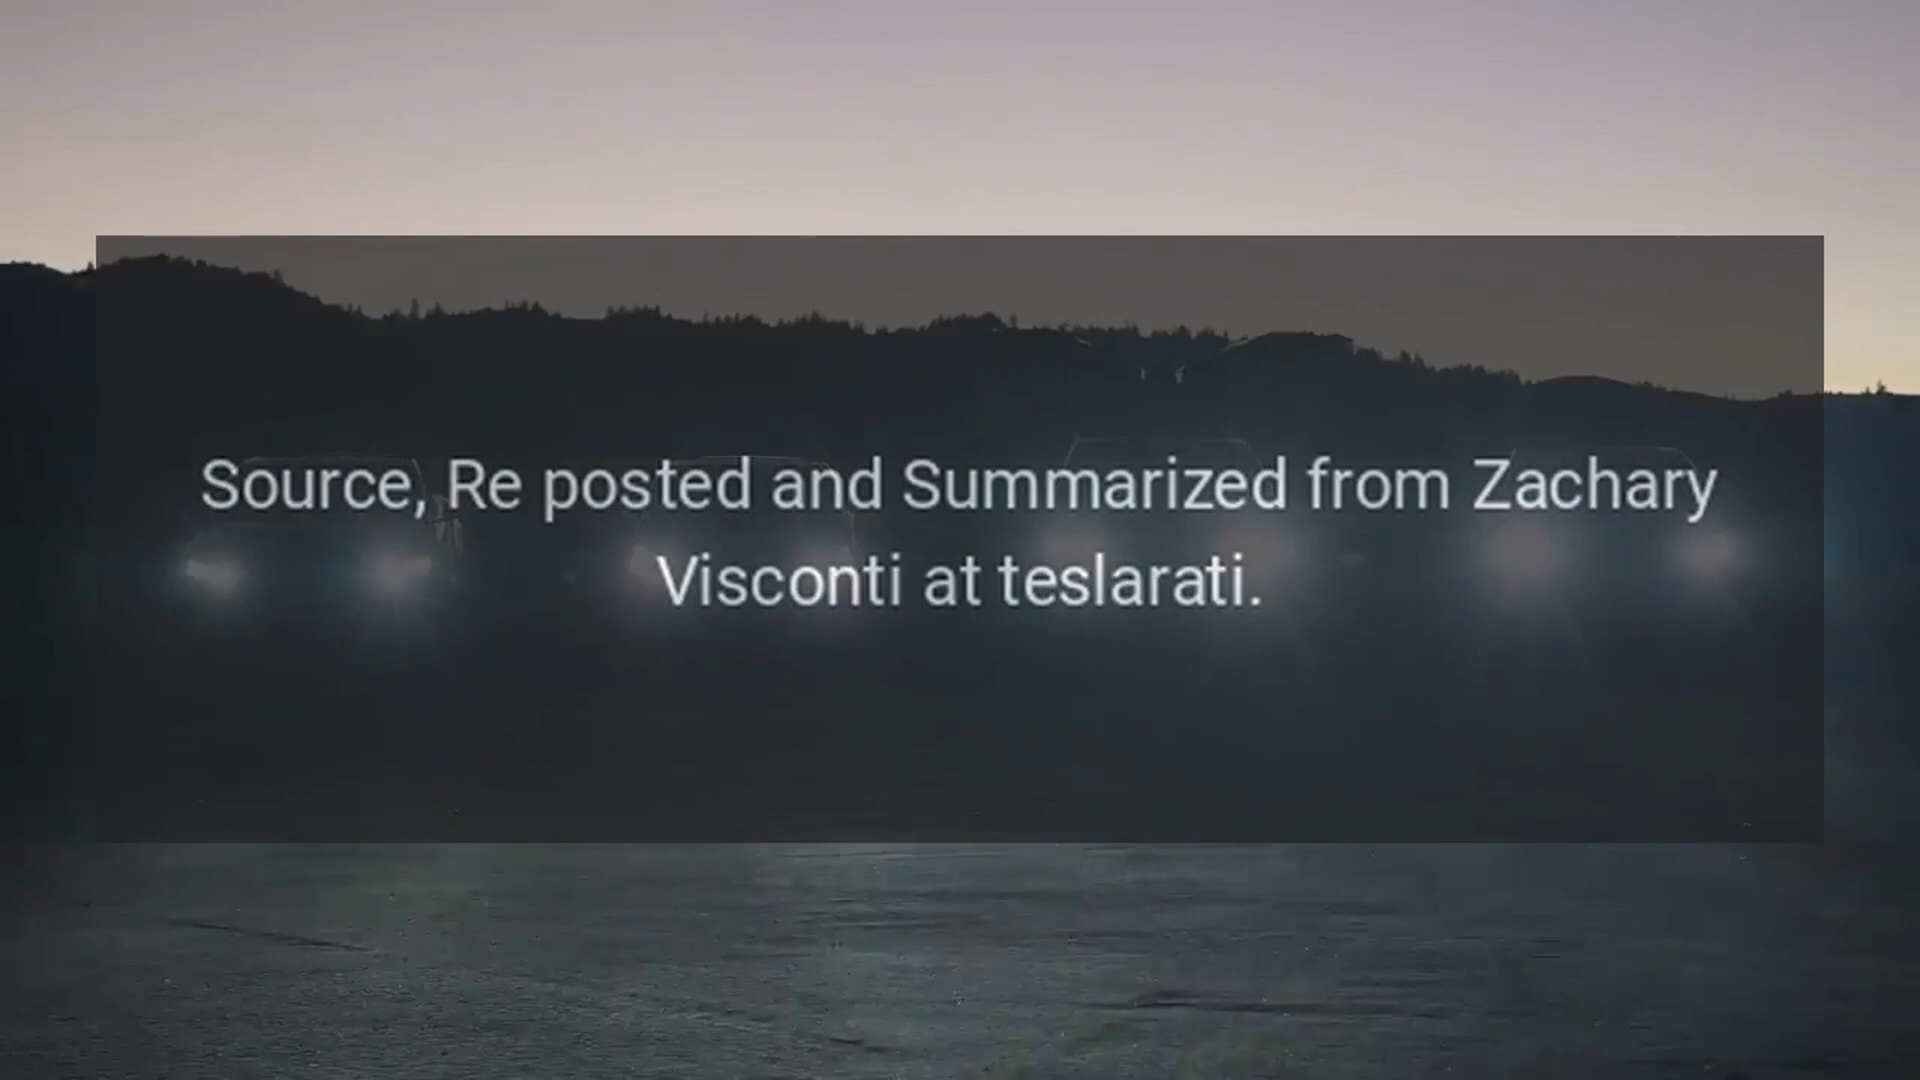 Source, Re posted and Summarized from Zachary
Visconti at teslarati.